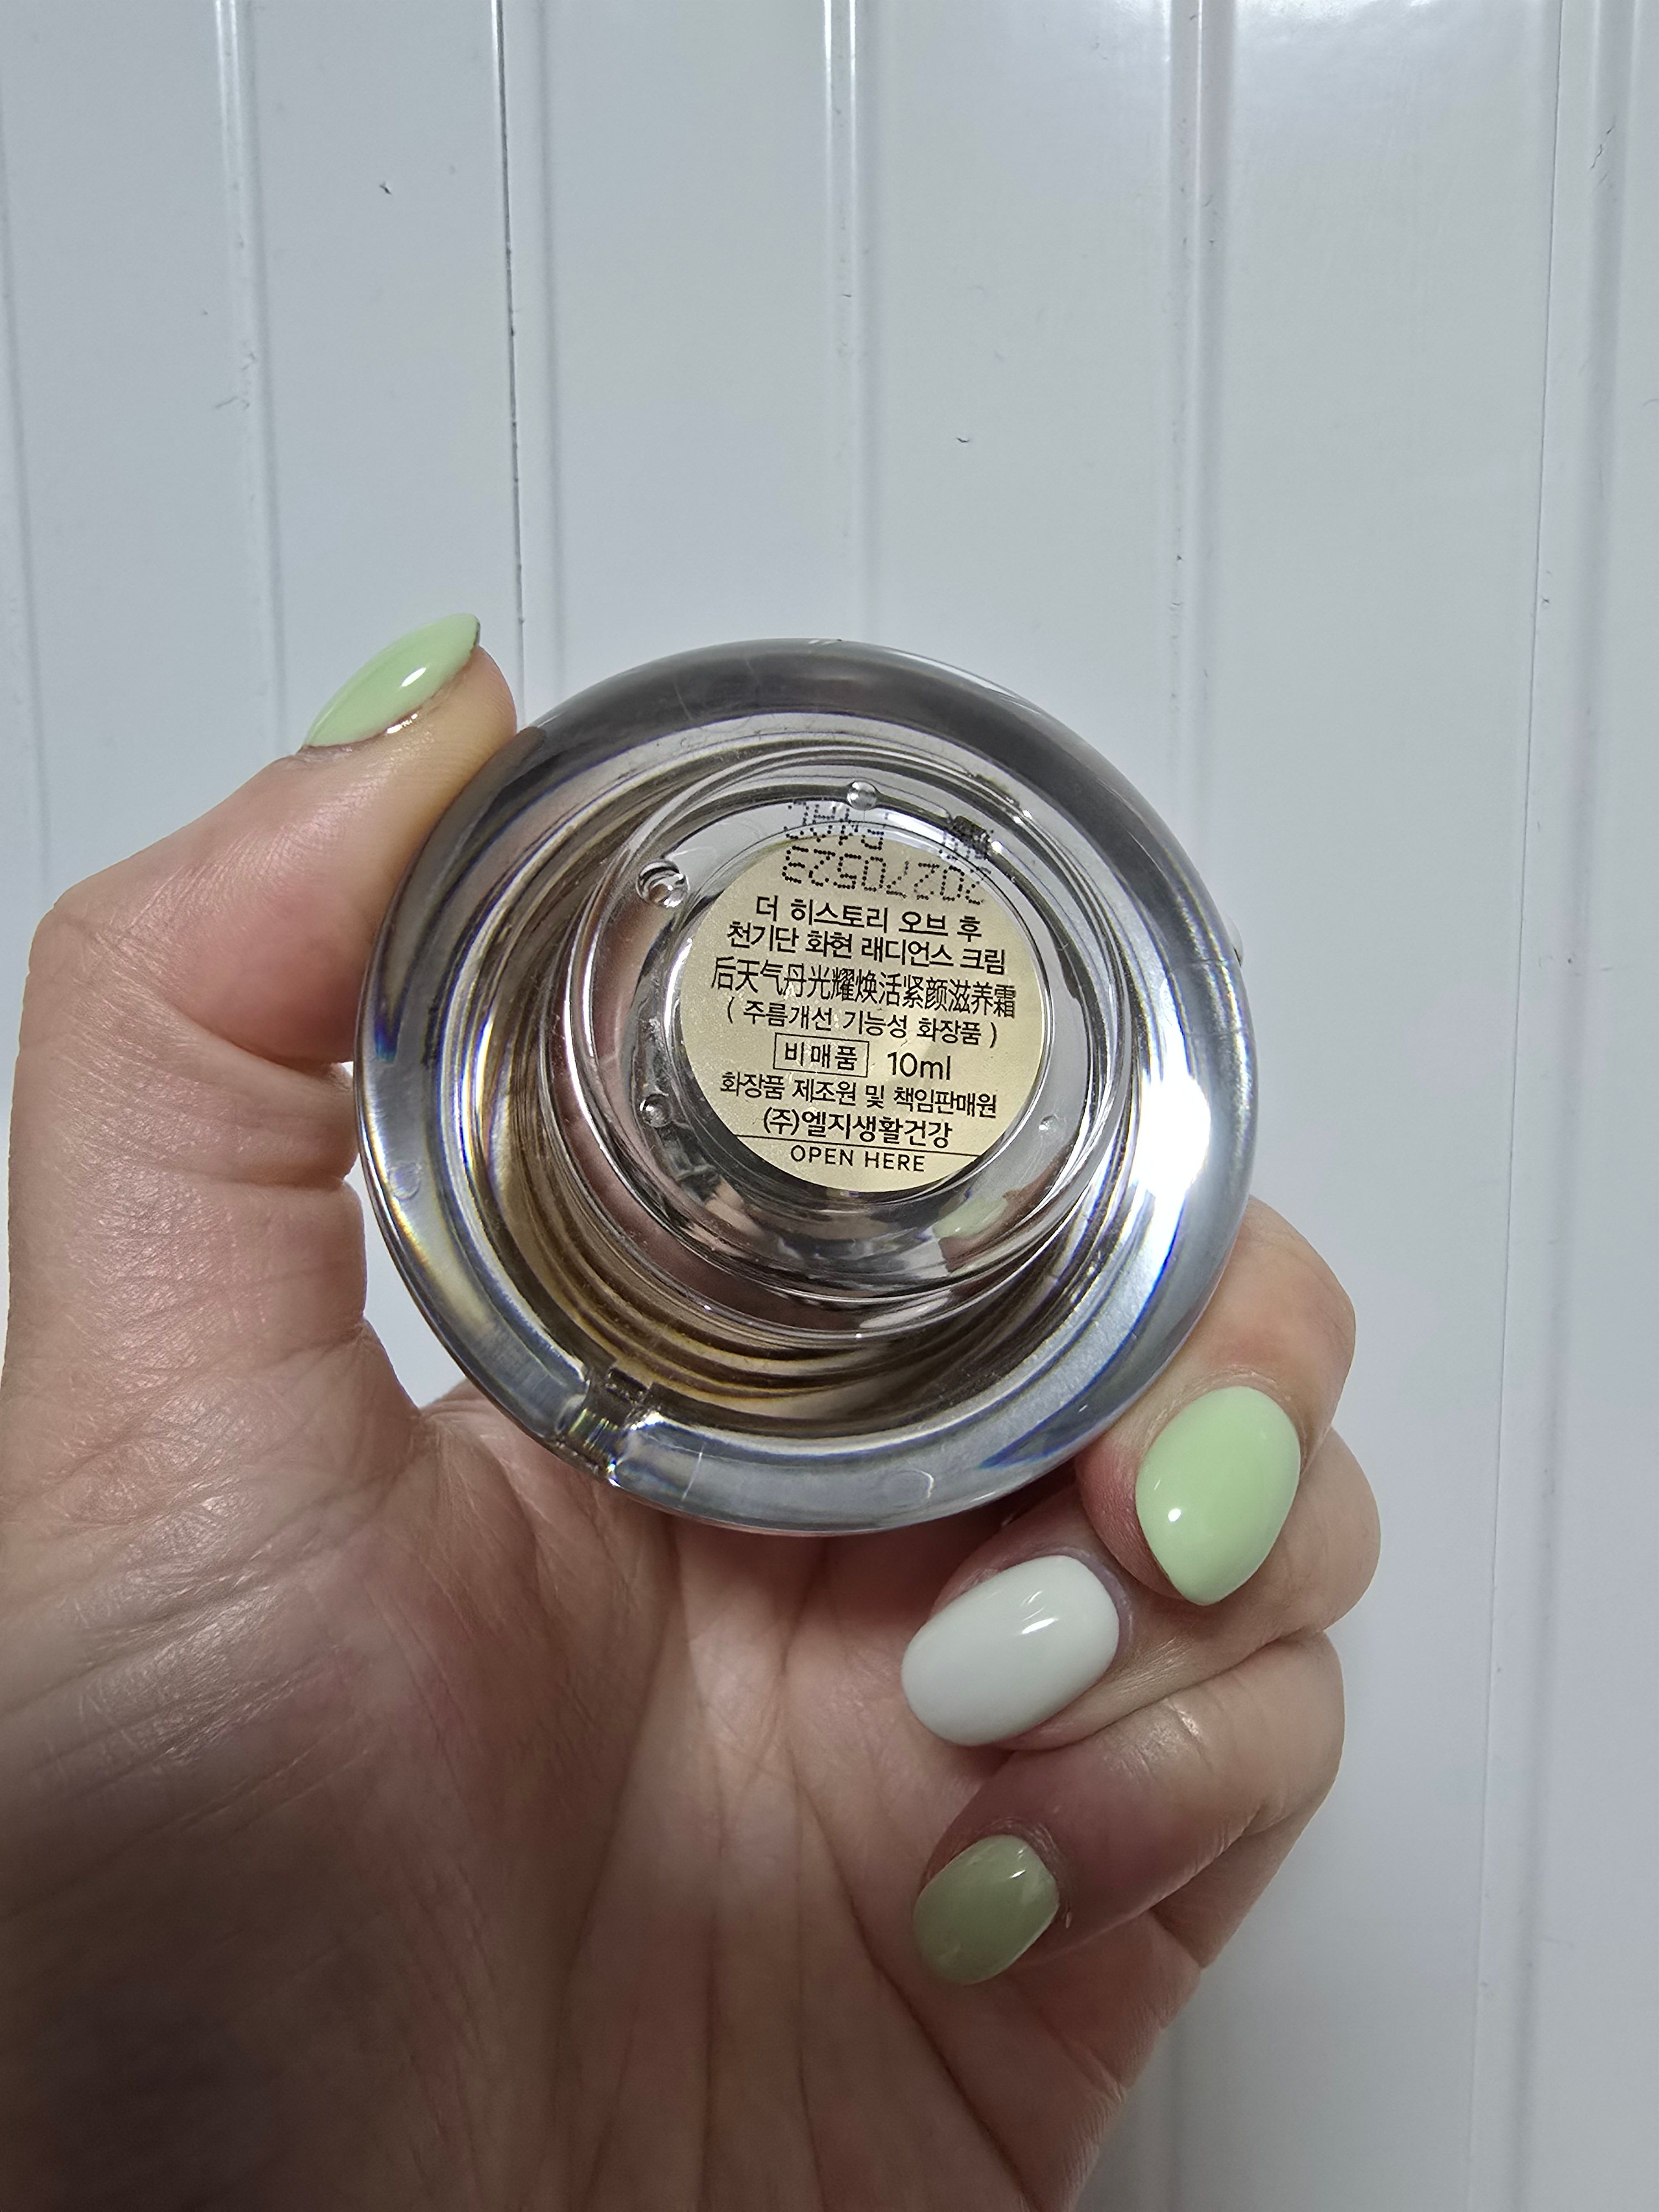 20270523
더 히스토리 오브 후
천기단 화현 래디언스 크림
后天气丹光耀焕活紧颜滋养霜
( 주름개선 기능성 화장품 )
비매품 10ml
화장품 제조원 및 책임판매원
(주)엘지생활건강
OPEN HERE